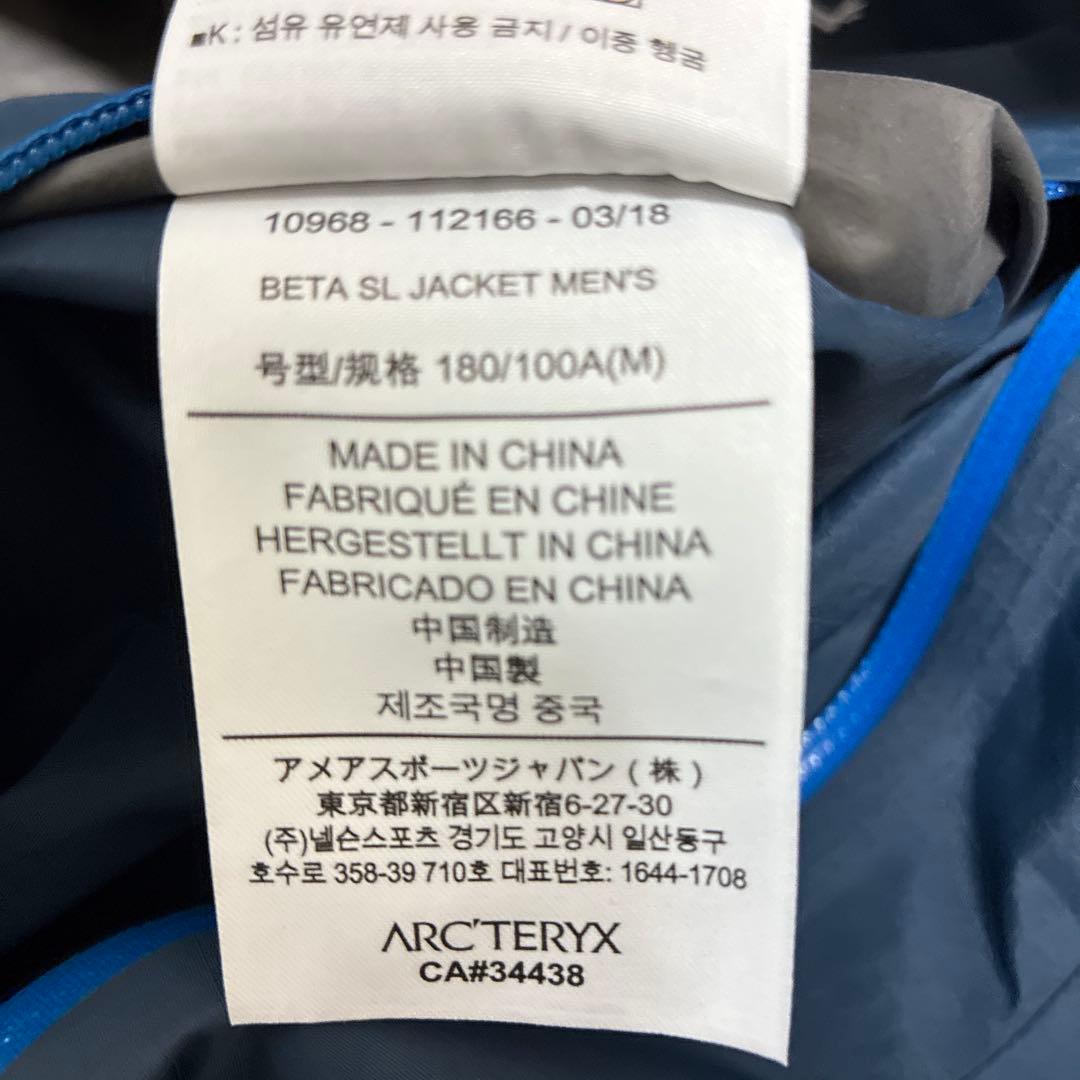 K : 섬유 유연제 사용 금지 / 이중 행굼
10968 - 112166 - 03/18
BETA SL JACKET MEN'S
号型/规格 180/100A(M)
MADE IN CHINA
FABRIQUÉ EN CHINE
HERGESTELLT IN CHINA
FABRICADO EN CHINA
中国制造
中国製
제조국명 중국
アメアスポーツジャパン ( 株 )
東京都新宿区新宿6-27-30
(주)넬슨스포츠 경기도 고양시 일산동구
호수로 358-39 710호 대표번호: 1644-1708
ARC'TERYX
CA#34438